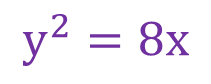 y² = 8x